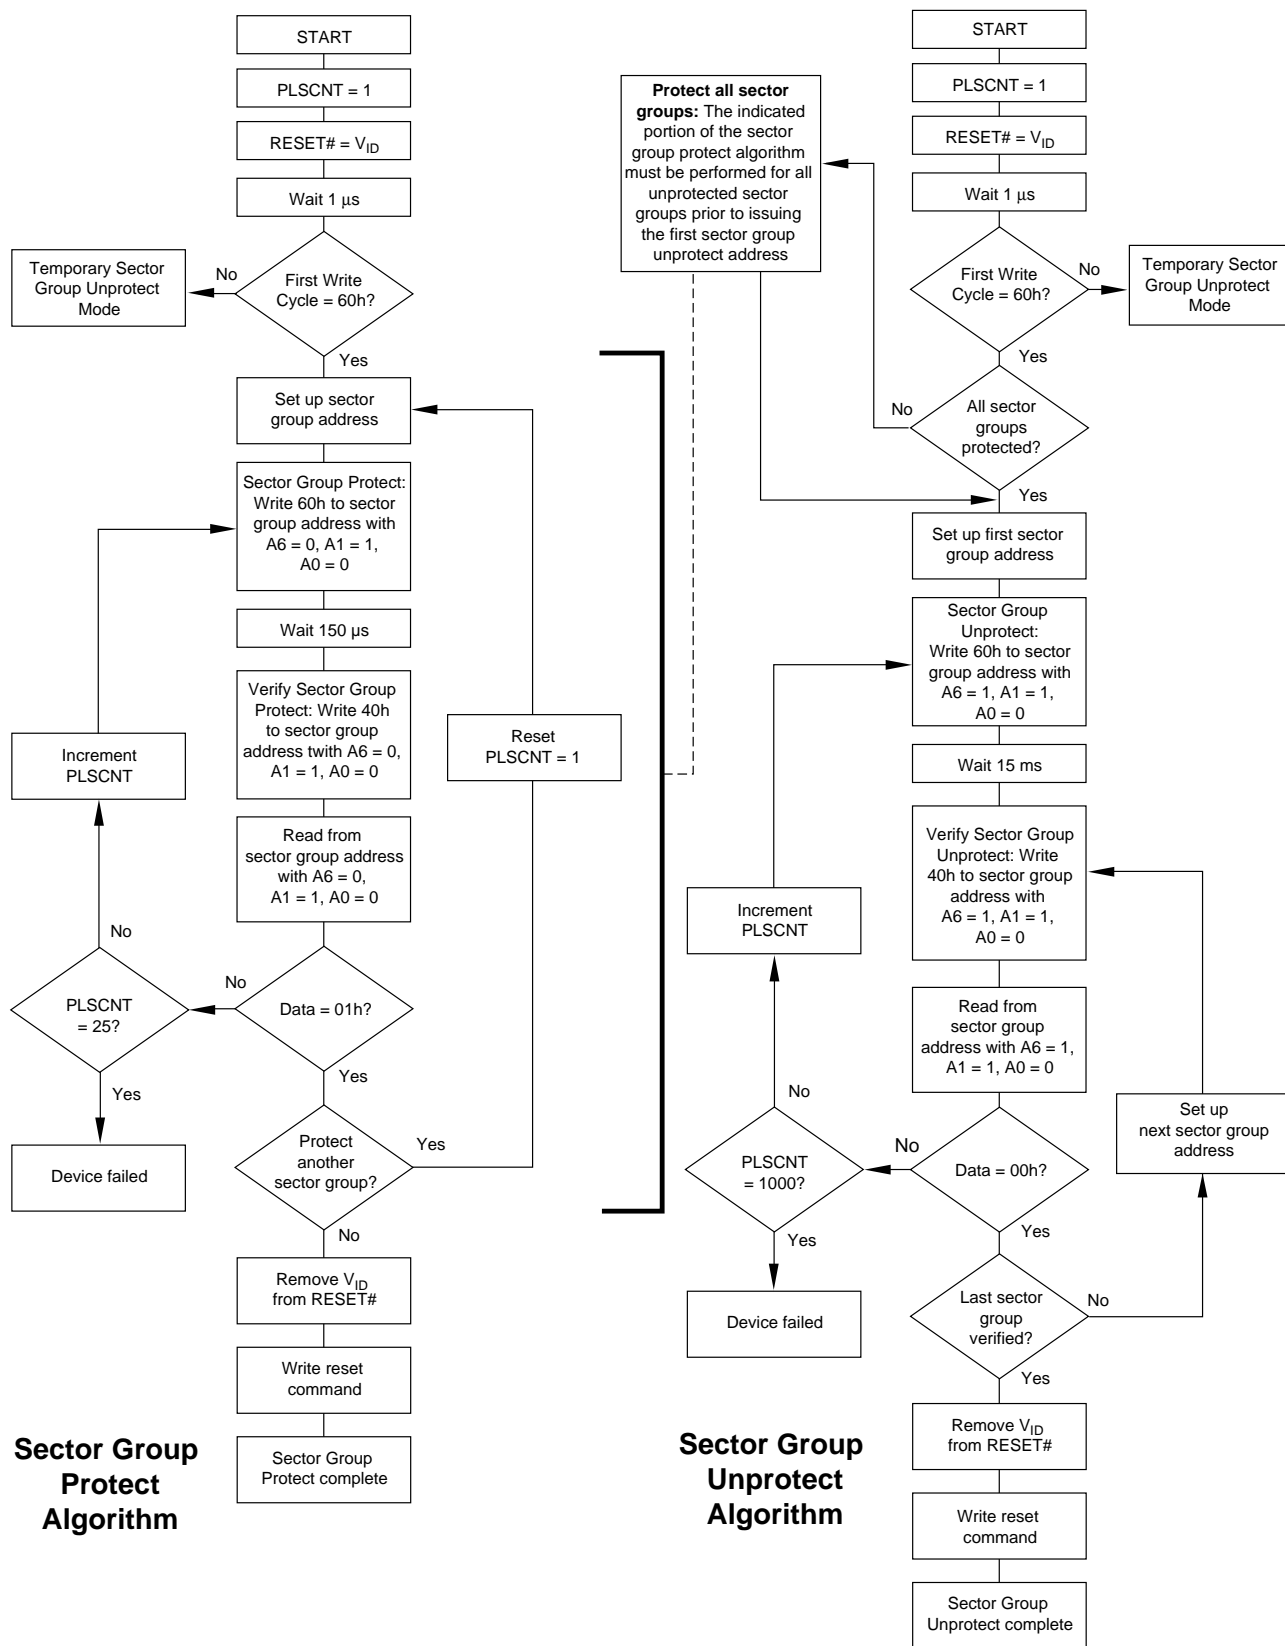 START
PLSCNT = 1
RESET# = VID
Wait 1 μs
First Write
Cycle = 60h?
No
Temporary Sector
Group Unprotect
Mode
Yes
Set up sector
group address
Sector Group Protect:
Write 60h to sector
group address with
A6 = 0, A1 = 1,
A0 = 0
Wait 150 µs
Verify Sector Group
Protect: Write 40h
to sector group
address twith A6 = 0,
A1 = 1, A0 = 0
Reset
PLSCNT = 1
Increment
PLSCNT
Read from
sector group address
with A6 = 0,
A1 = 1, A0 = 0
No
No
PLSCNT
= 25?
Data = 01h?
Yes
Yes
Device failed
Protect
another
sector group?
Yes
No
Remove VID
from RESET#
Write reset
command
Sector Group
Protect complete
Sector Group
Protect
Algorithm
START
PLSCNT = 1
Protect all sector
groups: The indicated
portion of the sector
group protect algorithm
must be performed for all
unprotected sector
groups prior to issuing
the first sector group
unprotect address
RESET# = VID
Wait 1 μs
First Write
Cycle = 60h?
No
Temporary Sector
Group Unprotect
Mode
Yes
No
All sector
groups
protected?
Yes
Set up first sector
group address
Sector Group
Unprotect:
Write 60h to sector
group address with
A6 = 1, A1 = 1,
A0 = 0
Wait 15 ms
Verify Sector Group
Unprotect: Write
40h to sector group
address with
A6 = 1, A1 = 1,
A0 = 0
Increment
PLSCNT
Read from
sector group
address with A6 = 1,
A1 = 1, A0 = 0
No
Set up
next sector group
address
No
PLSCNT
= 1000?
Data = 00h?
Yes
Yes
Device failed
Last sector
group
verified?
No
Yes
Remove VID
from RESET#
Write reset
command
Sector Group
Unprotect complete
Sector Group
Unprotect
Algorithm